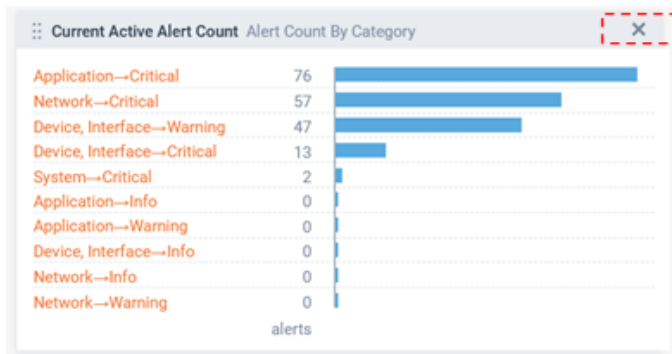 Current Active Alert Count Alert Count By Category
Application→Critical 76
Network→Critical 57
Device, Interface→Warning 47
Device, Interface→Critical 13
System→Critical 2
Application→Info 0
Application→Warning 0
Device, Interface→Info 0
Network→Info 0
Network→Warning 0
alerts